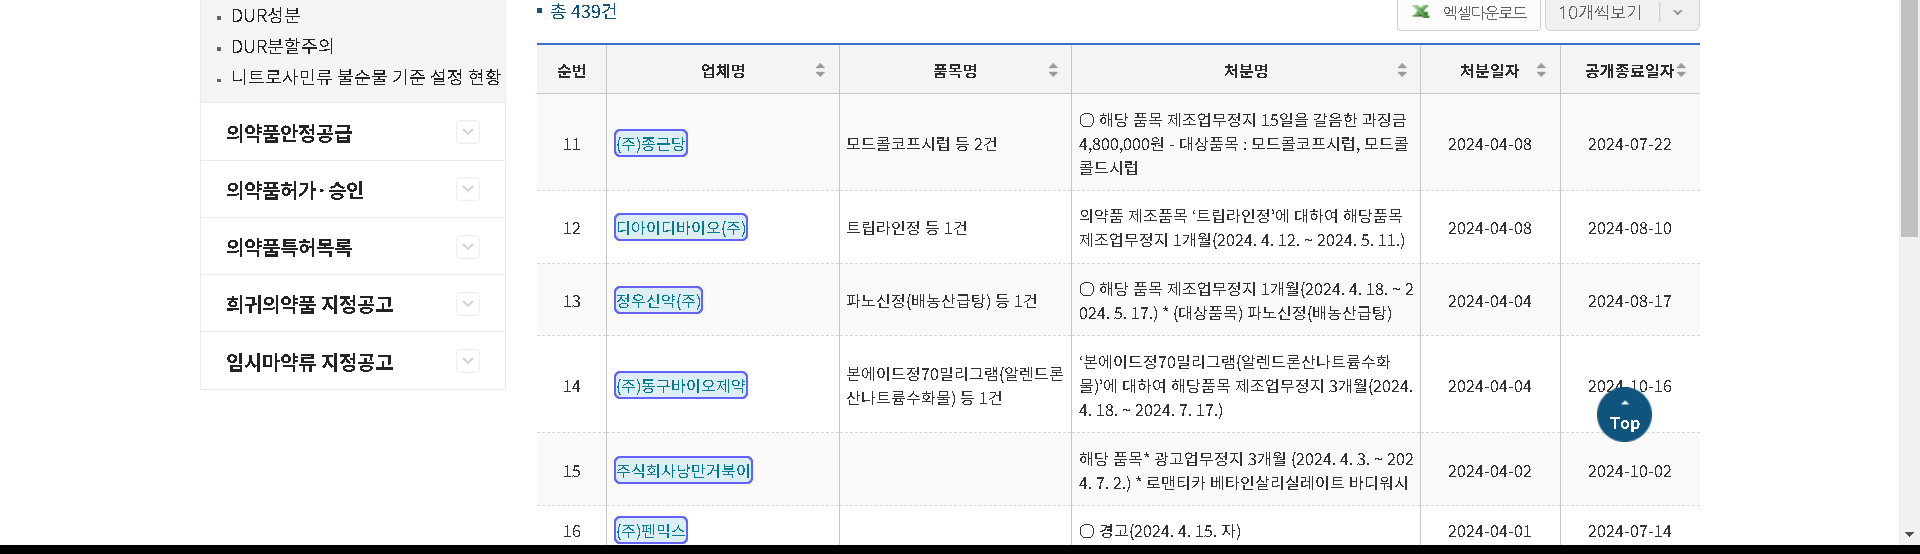 DUR성분
DUR분할주의
니트로사민류 불순물 기준 설정 현황
의약품안정공급
의약품허가·승인
의약품특허목록
희귀의약품 지정공고
임시마약류 지정공고
총 439건
엑셀다운로드
10개씩보기
순번 업체명 품목명 처분명 처분일자 공개종료일자
11
(주)종근당
모드콜코프시럽 등 2건
○ 해당 품목 제조업무정지 15일을 갈음한 과징금
4,800,000원 - 대상품목 : 모드콜코프시럽, 모드콜
콜드시럽
2024-04-08
2024-07-22
12
디아이디바이오(주)
트립라인정 등 1건
의약품 제조품목 ‘트립라인정’에 대하여 해당품목
제조업무정지 1개월(2024. 4. 12. ~ 2024. 5. 11.)
2024-04-08
2024-08-10
13
정우신약(주)
파노신정(배농산급탕) 등 1건
○ 해당 품목 제조업무정지 1개월(2024. 4. 18. ~ 2
024. 5. 17.) * (대상품목) 파노신정(배농산급탕)
2024-04-04
2024-08-17
14
(주)동구바이오제약
본에이드정70밀리그램(알렌드론
산나트륨수화물) 등 1건
‘본에이드정70밀리그램(알렌드론산나트륨수화
물)’에 대하여 해당품목 제조업무정지 3개월(2024.
4. 18. ~ 2024. 7. 17.)
2024-04-04
2024-10-16
Top
15
주식회사낭만거북이
해당 품목* 광고업무정지 3개월 (2024. 4. 3. ~ 202
4. 7. 2.) * 로맨티카 베타인살리실레이트 바디워시
2024-04-02
2024-10-02
16
(주)펜믹스
○ 경고(2024. 4. 15. 자)
2024-04-01
2024-07-14